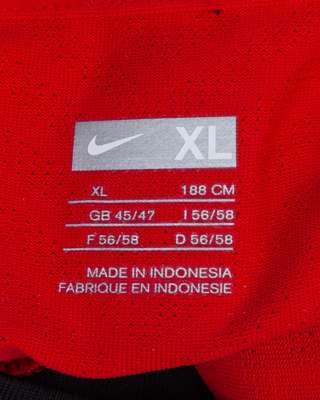 XL
XL 188 CM
GB 45/47 I 56/58
F 56/58 D 56/58
MADE IN INDONESIA
FABRIQUE EN INDONESIE